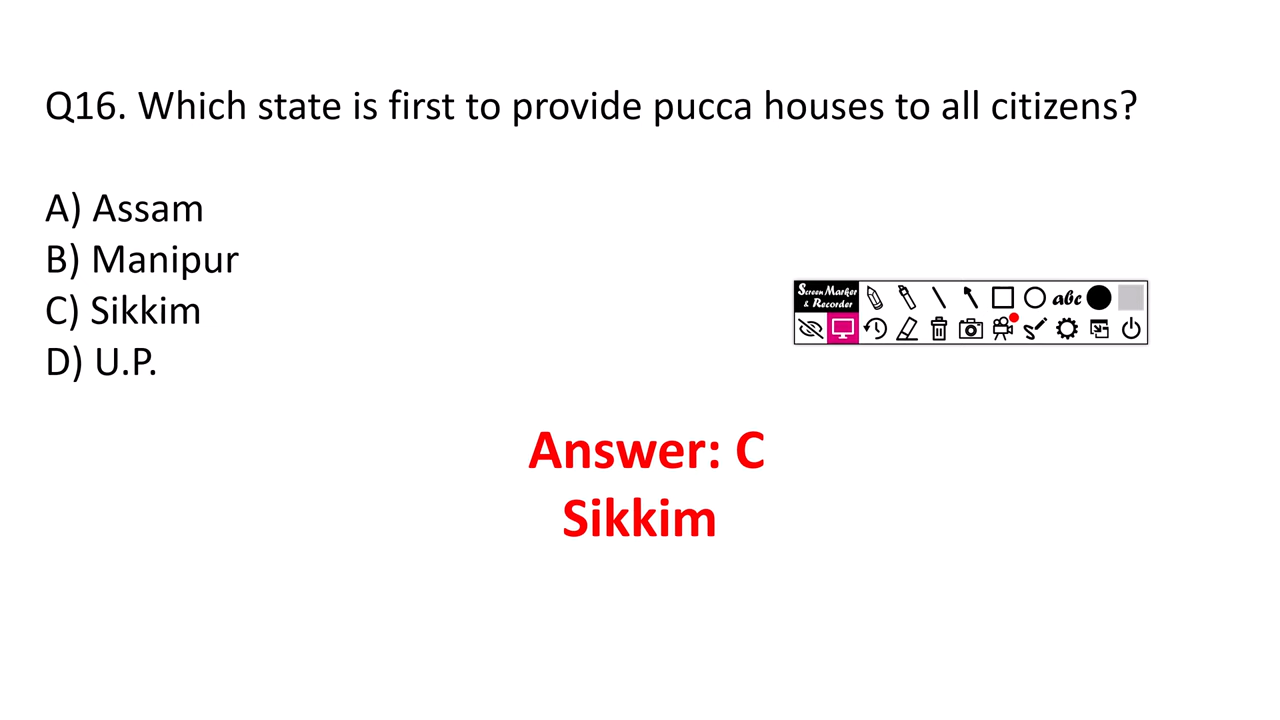 Q16. Which state is first to provide pucca houses to all citizens?
A) Assam
B) Manipur
C) Sikkim
D) U.P.
Screen Marker
& Recorder
abc
Answer: C
Sikkim